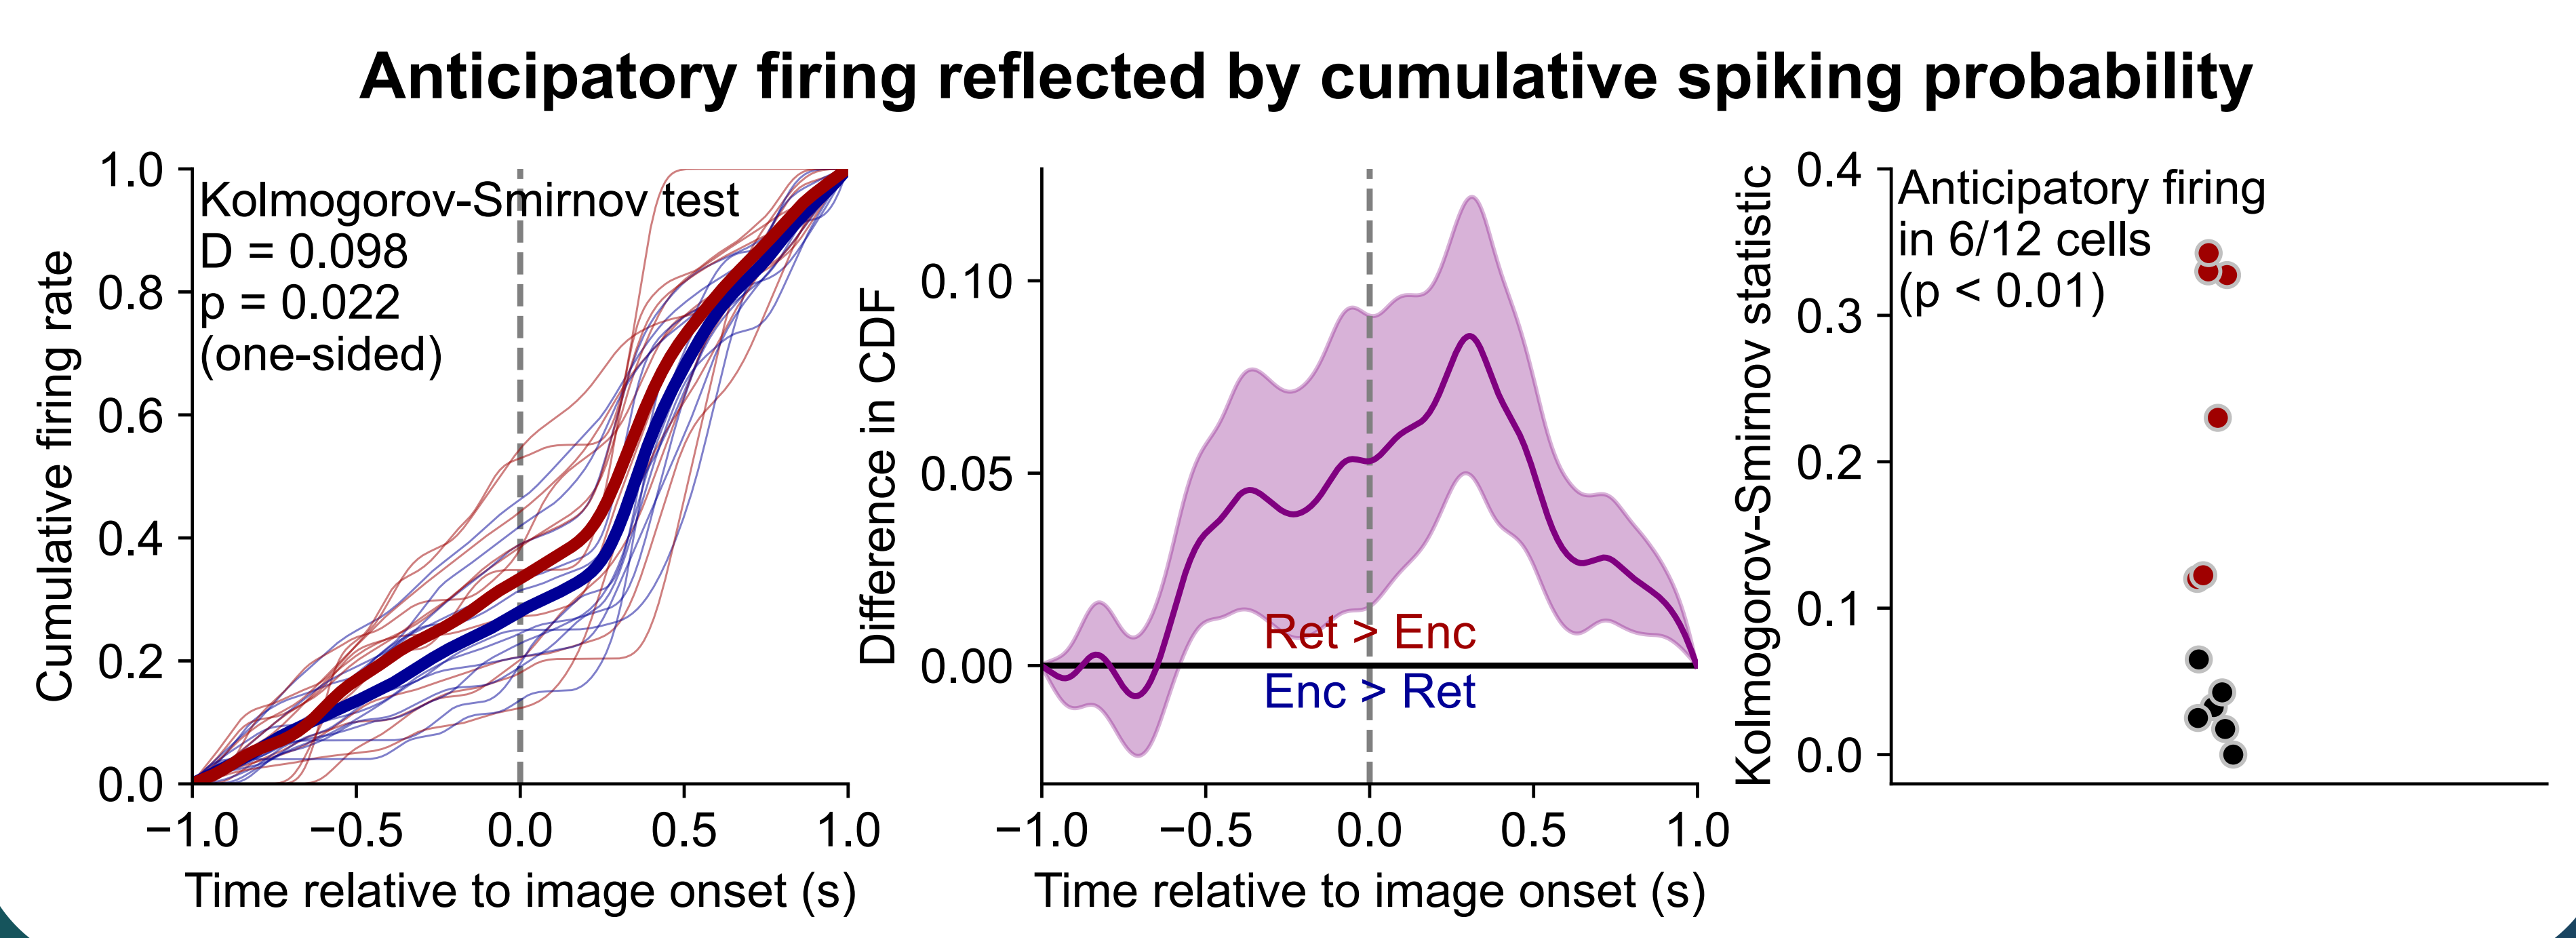 Anticipatory firing reflected by cumulative spiking probability
Cumulative firing rate
1.0
0.8
0.6
0.4
0.2
0.0
Kolmogorov-Smirnov test
D = 0.098
p = 0.022
(one-sided)
−1.0
−0.5
0.0
0.5
1.0
Time relative to image onset (s)
Difference in CDF
0.10
0.05
0.00
Ret > Enc
Enc > Ret
−1.0
−0.5
0.0
0.5
1.0
Time relative to image onset (s)
Kolmogorov-Smirnov statistic
0.4
0.3
0.2
0.1
0.0
Anticipatory firing
in 6/12 cells
(p < 0.01)